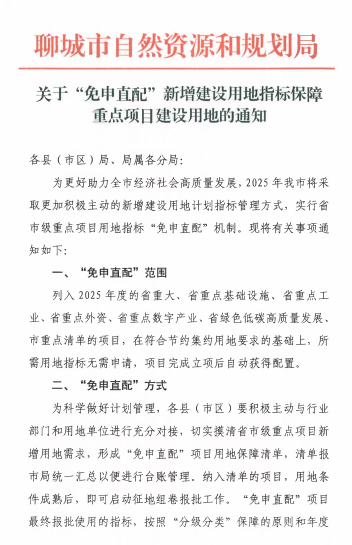 聊城市自然资源和规划局
关于“免申直配”新增建设用地指标保障
重点项目建设用地的通知
各县（市区）局、局属各分局：
为更好助力全市经济社会高质量发展，2025 年我市将采
取更加积极主动的新增建设用地计划指标管理方式，实行省
市级重点项目用地指标“免申直配”机制。现将有关事项通
知如下：
一、“免申直配”范围
列入 2025 年度的省重大、省重点基础设施、省重点工
业、省重点外资、省重点数字产业、省绿色低碳高质量发展、
市重点清单的项目，在符合节约集约用地要求的基础上，所
需用地指标无需申请，项目完成立项后自动获得配置。
二、“免申直配”方式
为科学做好计划管理，各县（市区）要积极主动与行业
部门和用地单位进行充分对接，切实摸清省市级重点项目新
增用地需求，形成“免申直配”项目用地保障清单，清单报
市局统一汇总以便进行台账管理。纳入清单的项目，用地条
件成熟后，即可启动征地组卷报批工作。“免申直配”项目
最终报批使用的指标，按照“分级分类”保障的原则和年度